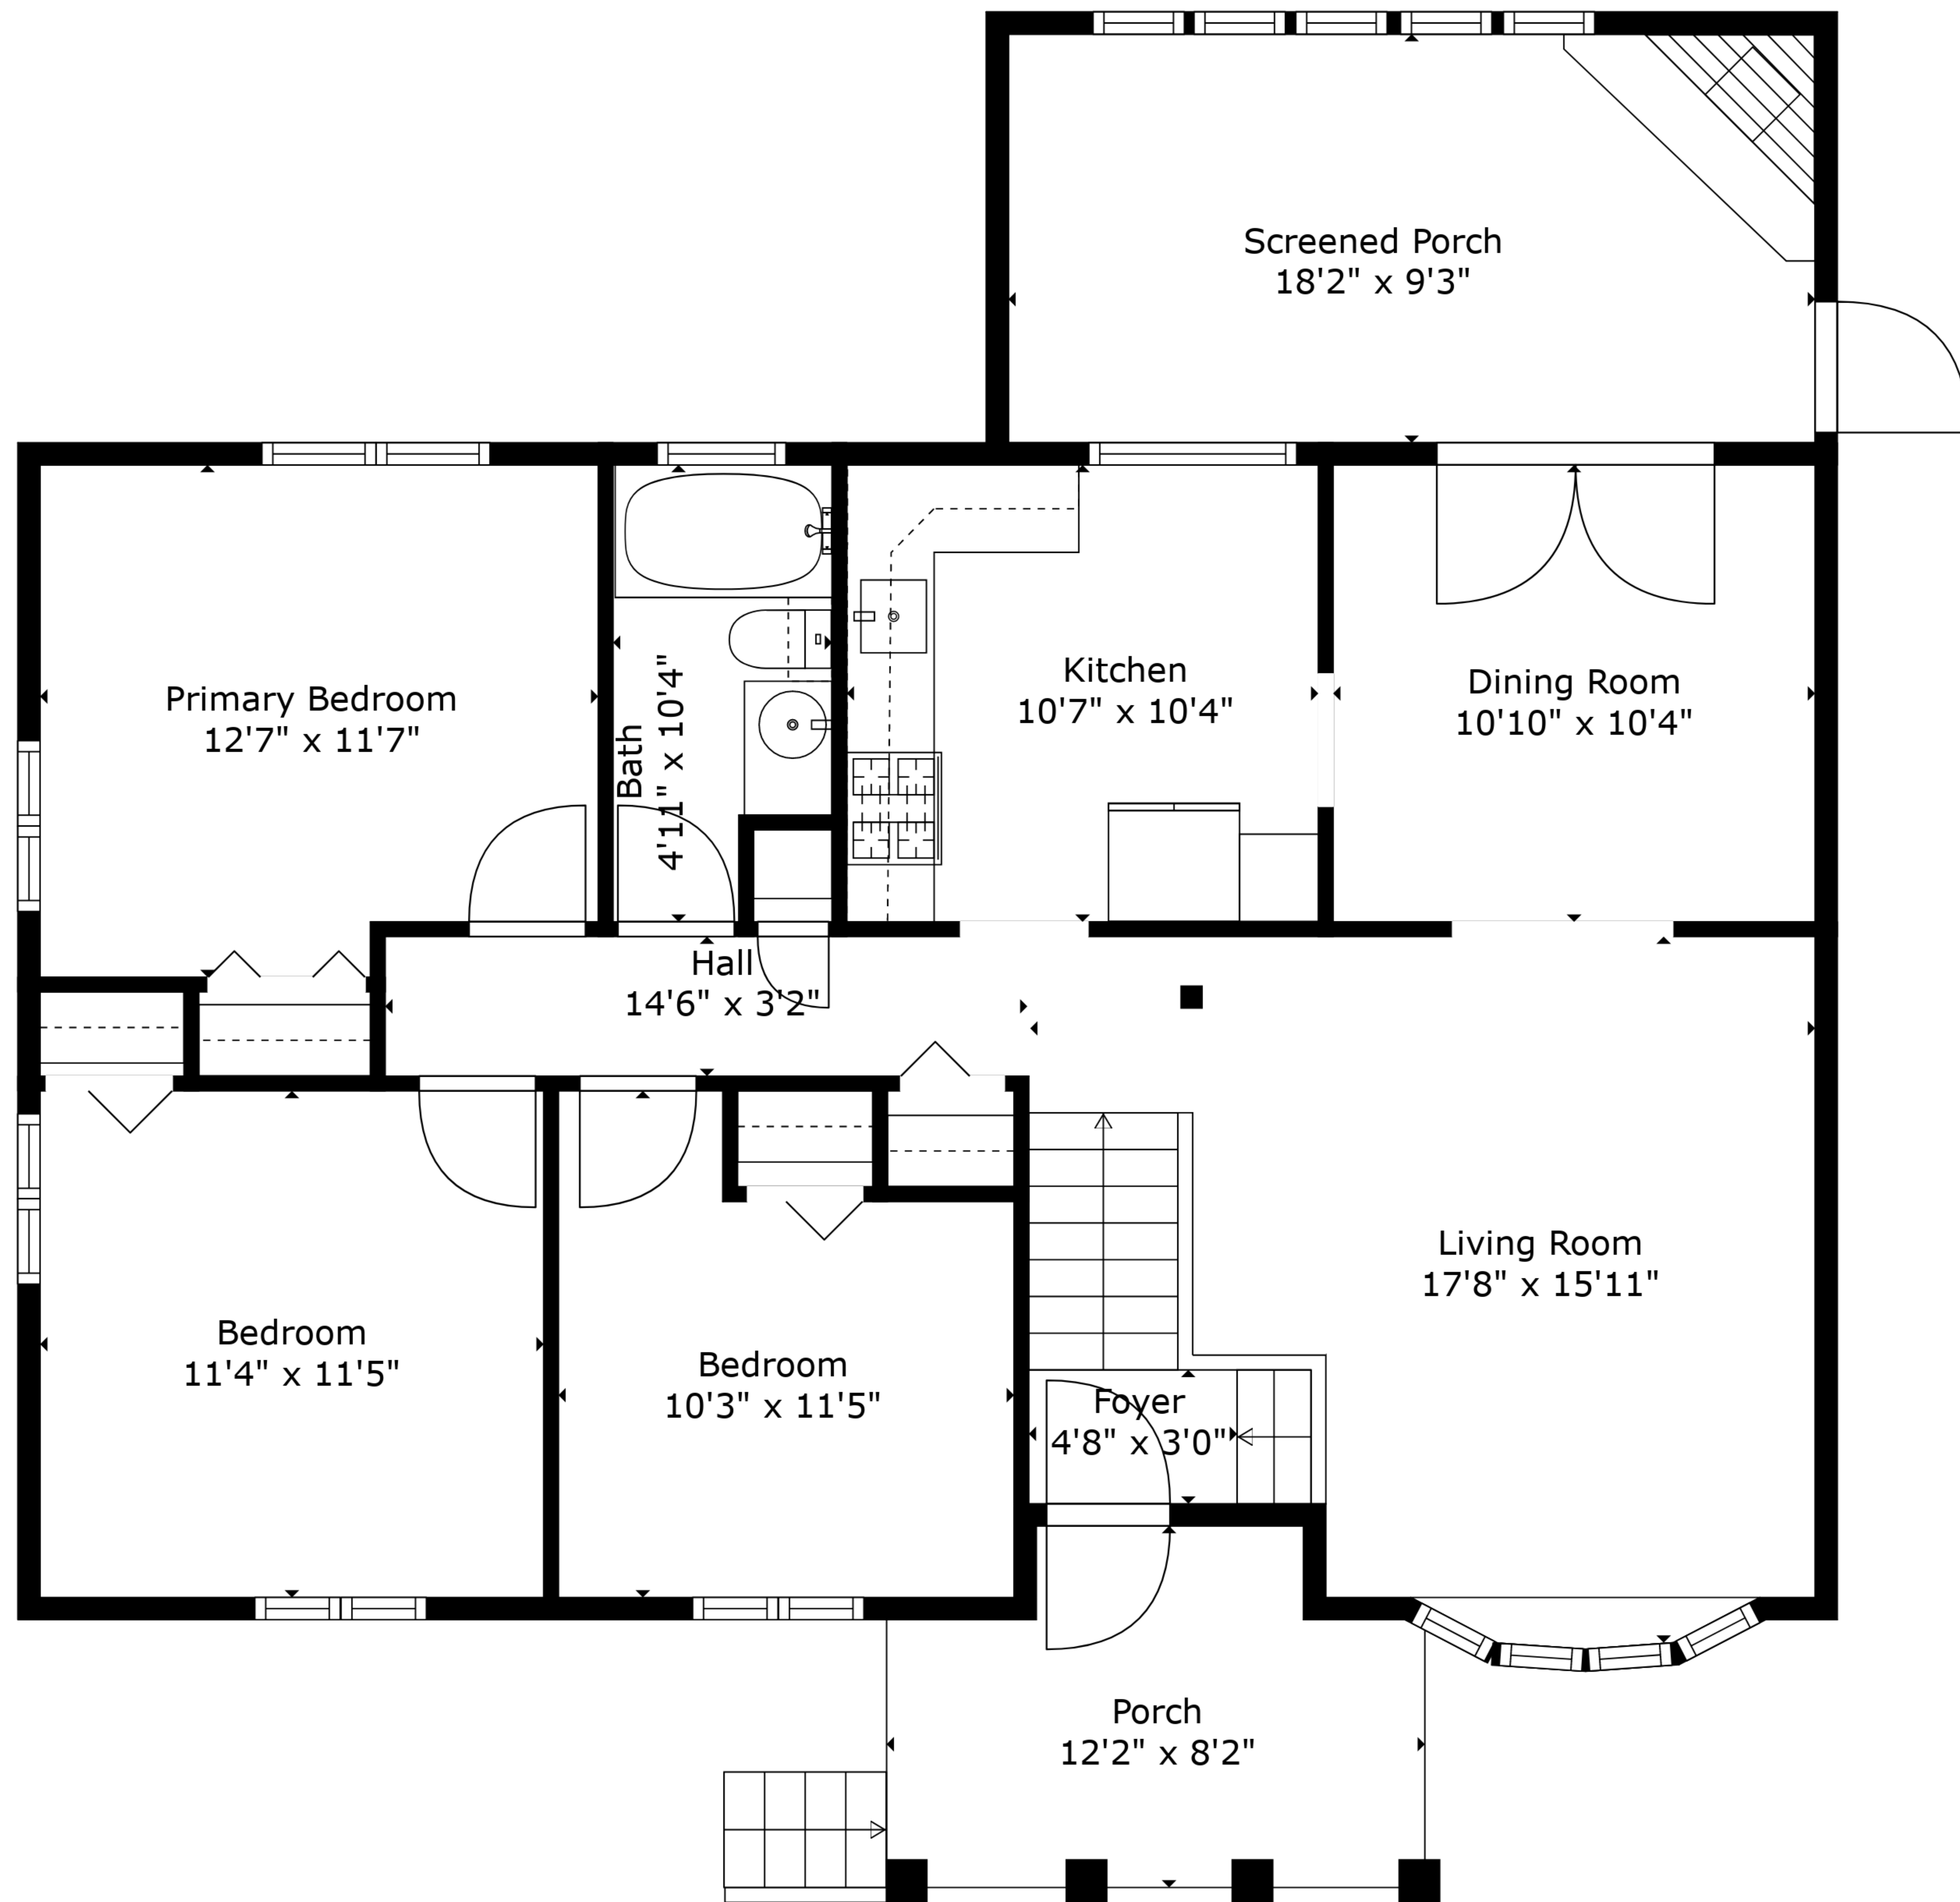 Screened Porch
18'2" x 9'3"
Primary Bedroom
12'7" x 11'7"
Bath
4'11" x 10'4"
Kitchen
10'7" x 10'4"
Dining Room
10'10" x 10'4"
Hall
14'6" x 3'2"
Living Room
17'8" x 15'11"
Bedroom
11'4" x 11'5"
Bedroom
10'3" x 11'5"
Foyer
4'8" x 3'0"
Porch
12'2" x 8'2"